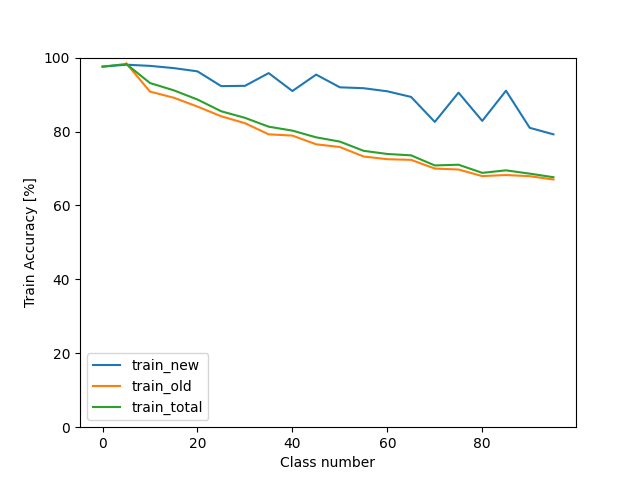 100
80
60
40
20
0
Train Accuracy [%]
train_new
train_old
train_total
0 20 40 60 80
Class number